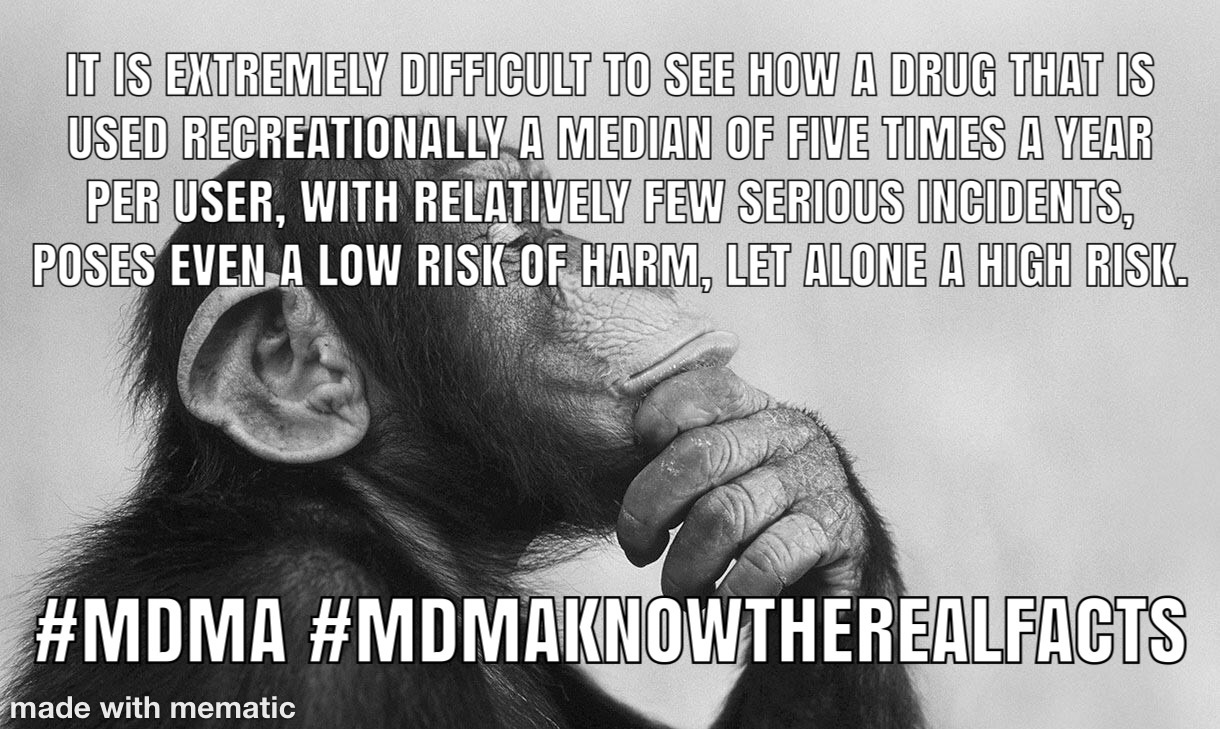 IT IS EXTREMELY DIFFICULT TO SEE HOW A DRUG THAT IS
USED RECREATIONALLY A MEDIAN OF FIVE TIMES A YEAR
PER USER, WITH RELATIVELY FEW SERIOUS INCIDENTS,
POSES EVEN A LOW RISK OF HARM, LET ALONE A HIGH RISK.
#MDMA #MDMAKNOWTHEREALFACTS
made with mematic